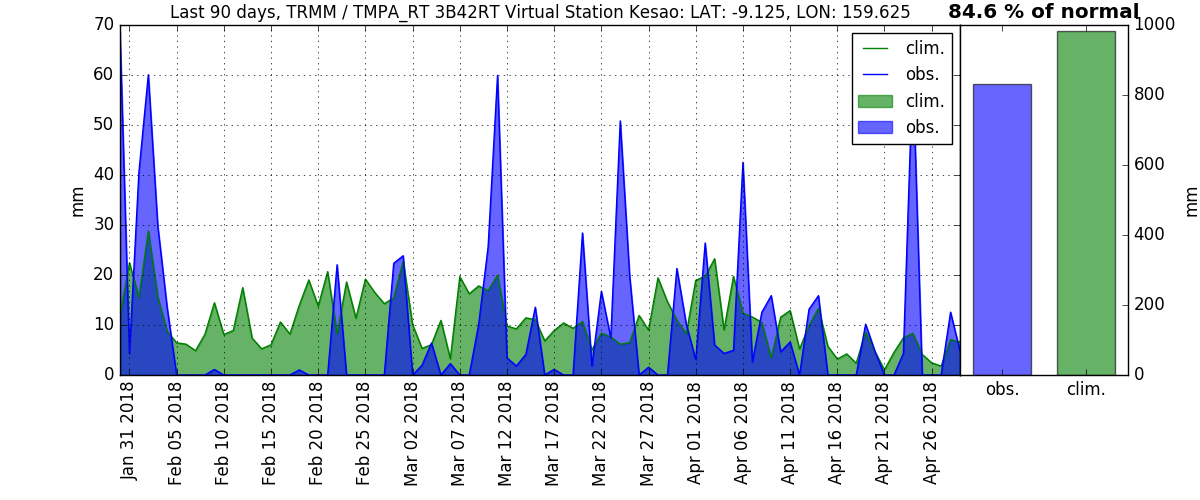 Last 90 days, TRMM / TMPA_RT 3B42RT Virtual Station Kesao: LAT: -9.125, LON: 159.625
84.6 % of normal
70
60
50
40
30
20
10
0
mm
clim.
obs.
clim.
obs.
1000
800
600
400
200
0
mm
obs.
clim.
Jan 31 2018
Feb 05 2018
Feb 10 2018
Feb 15 2018
Feb 20 2018
Feb 25 2018
Mar 02 2018
Mar 07 2018
Mar 12 2018
Mar 17 2018
Mar 22 2018
Mar 27 2018
Apr 01 2018
Apr 06 2018
Apr 11 2018
Apr 16 2018
Apr 21 2018
Apr 26 2018